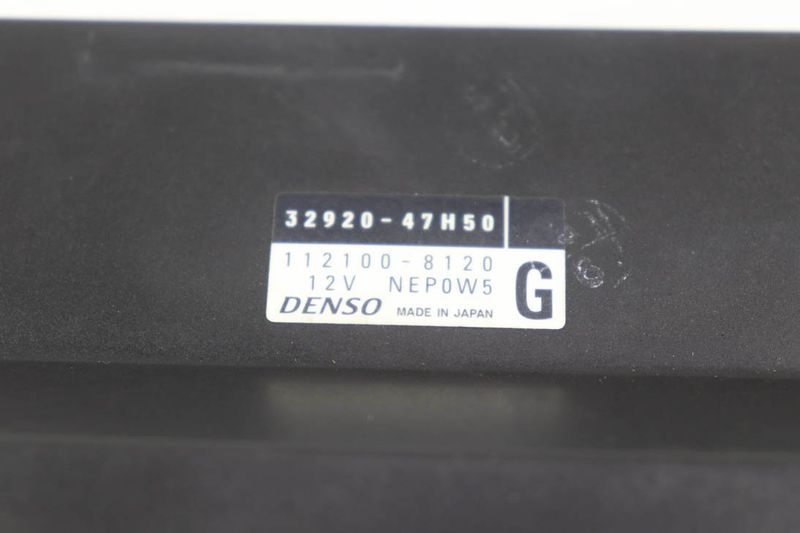 32920-47H50
112100-8120
12V NEP0W5
G
DENSO MADE IN JAPAN